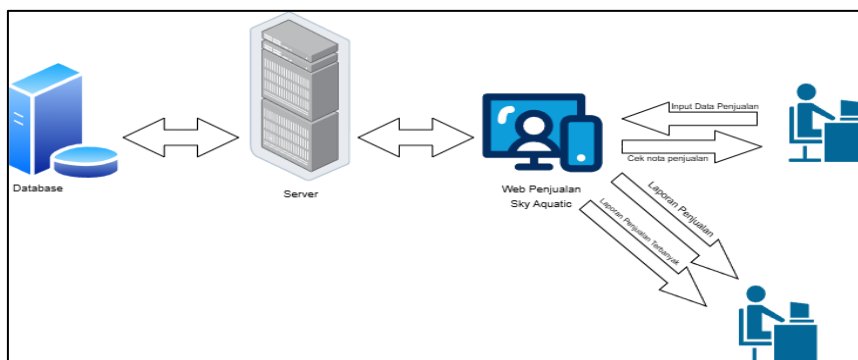 Database
Server
Web Penjualan
Sky Aquatic
Input Data Penjualan
Cek nota penjualan
Laporan Penjualan
Laporan Penjualan Terbanyak